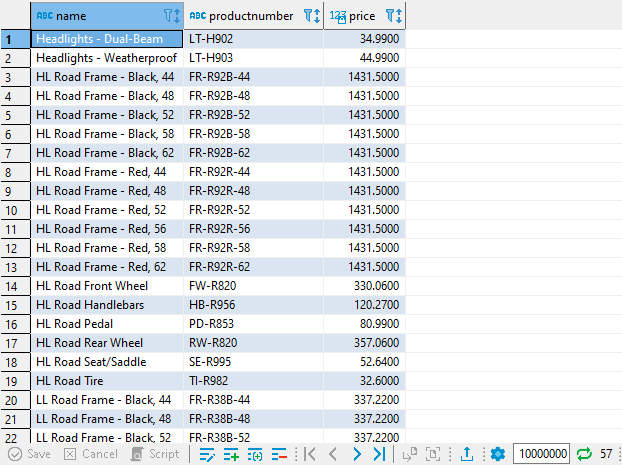 ABC name ABC productnumber 123 price
1 Headlights - Dual-Beam LT-H902 34.9900
2 Headlights - Weatherproof LT-H903 44.9900
3 HL Road Frame - Black, 44 FR-R92B-44 1431.5000
4 HL Road Frame - Black, 48 FR-R92B-48 1431.5000
5 HL Road Frame - Black, 52 FR-R92B-52 1431.5000
6 HL Road Frame - Black, 58 FR-R92B-58 1431.5000
7 HL Road Frame - Black, 62 FR-R92B-62 1431.5000
8 HL Road Frame - Red, 44 FR-R92R-44 1431.5000
9 HL Road Frame - Red, 48 FR-R92R-48 1431.5000
10 HL Road Frame - Red, 52 FR-R92R-52 1431.5000
11 HL Road Frame - Red, 56 FR-R92R-56 1431.5000
12 HL Road Frame - Red, 58 FR-R92R-58 1431.5000
13 HL Road Frame - Red, 62 FR-R92R-62 1431.5000
14 HL Road Front Wheel FW-R820 330.0600
15 HL Road Handlebars HB-R956 120.2700
16 HL Road Pedal PD-R853 80.9900
17 HL Road Rear Wheel RW-R820 357.0600
18 HL Road Seat/Saddle SE-R995 52.6400
19 HL Road Tire TI-R982 32.6000
20 LL Road Frame - Black, 44 FR-R38B-44 337.2200
21 LL Road Frame - Black, 48 FR-R38B-48 337.2200
22 LL Road Frame - Black, 52 FR-R38B-52 337.2200
Save Cancel Script 10000000 57